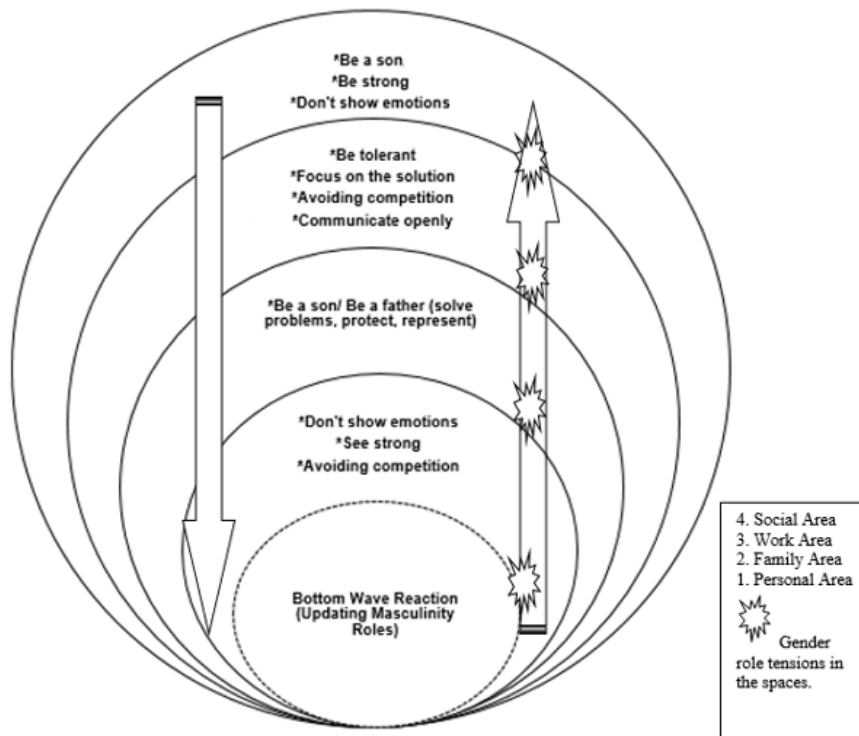 *Be a son
*Be strong
*Don't show emotions
*Be tolerant
*Focus on the solution
*Avoiding competition
*Communicate openly
*Be a son/ Be a father (solve
problems, protect, represent)
*Don't show emotions
*See strong
*Avoiding competition
Bottom Wave Reaction
(Updating Masculinity
Roles)
4. Social Area
3. Work Area
2. Family Area
1. Personal Area
Gender
role tensions in
the spaces.